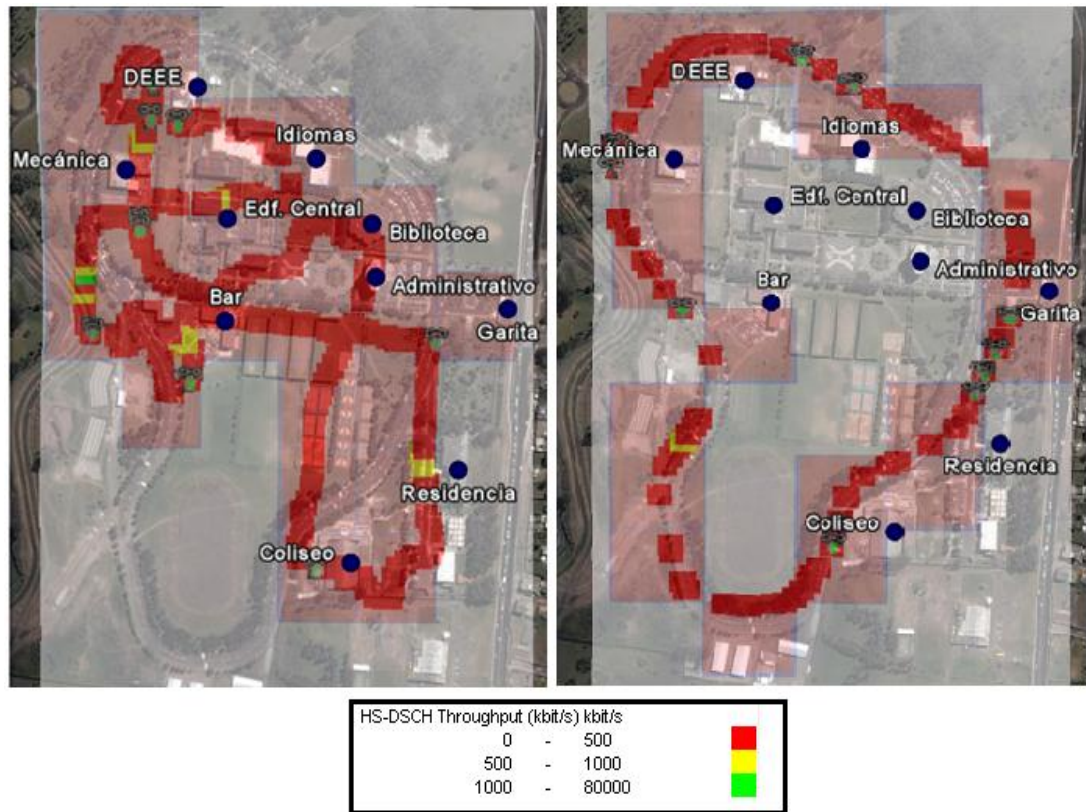 DEEE
Idiomas
Mecánica
Edf. Central
Biblioteca
Administrativo
Bar
Garita
Residencia
Coliseo
DEEE
Idiomas
Mecánica
Edf. Central
Biblioteca
Administrativo
Bar
Garita
Residencia
Coliseo
HS-DSCH Throughput (kbit/s) kbit/s
0 - 500
500 - 1000
1000 - 80000